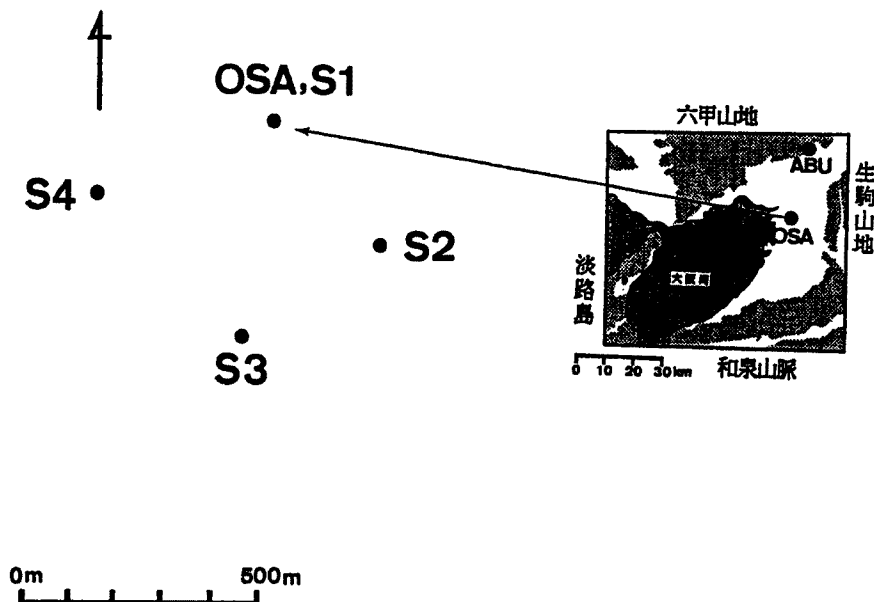 OSA,S1
S4
S2
S3
0m 500m
六甲山地
ABU
生駒山地
OSA
大阪湾
淡路島
0 10 20 30km
和泉山脈